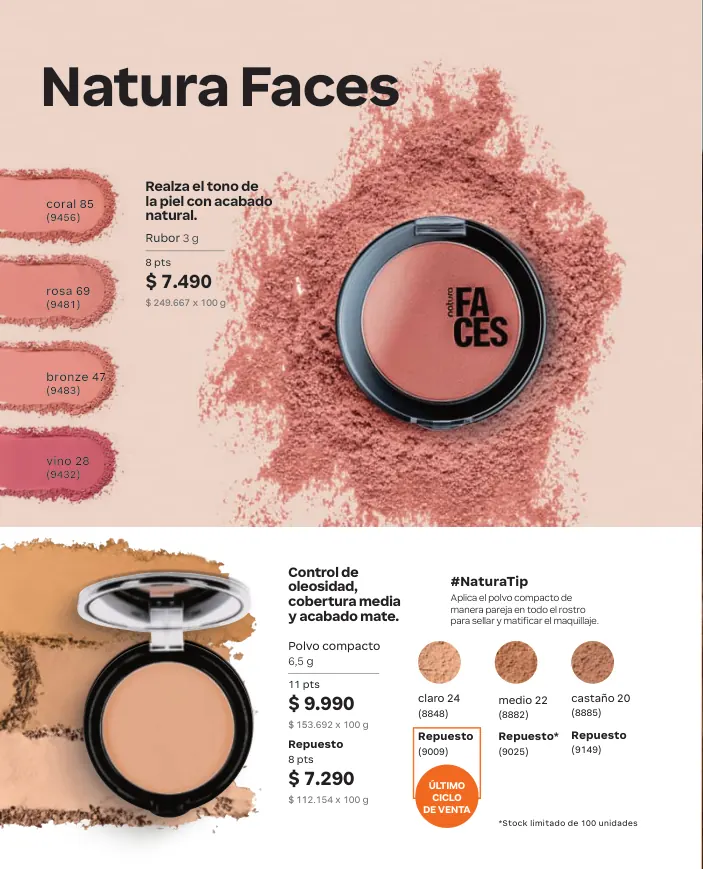 Natura Faces
coral 85
(9456)
rosa 69
(9481)
bronze 47
(9483)
vino 28
(9432)
Realza el tono de
la piel con acabado
natural.
Rubor 3 g
8 pts
$ 7.490
$ 249.667 x 100 g
natura
FA
CES
Control de
oleosidad,
cobertura media
y acabado mate.
Polvo compacto
6,5 g
11 pts
$ 9.990
$ 153.692 x 100 g
Repuesto
8 pts
$ 7.290
$ 112.154 x 100 g
#NaturaTip
Aplica el polvo compacto de
manera pareja en todo el rostro
para sellar y matificar el maquillaje.
claro 24
(8848)
Repuesto
(9009)
ÚLTIMO
CICLO
DE VENTA
medio 22
(8882)
Repuesto*
(9025)
castaño 20
(8885)
Repuesto
(9149)
*Stock limitado de 100 unidades